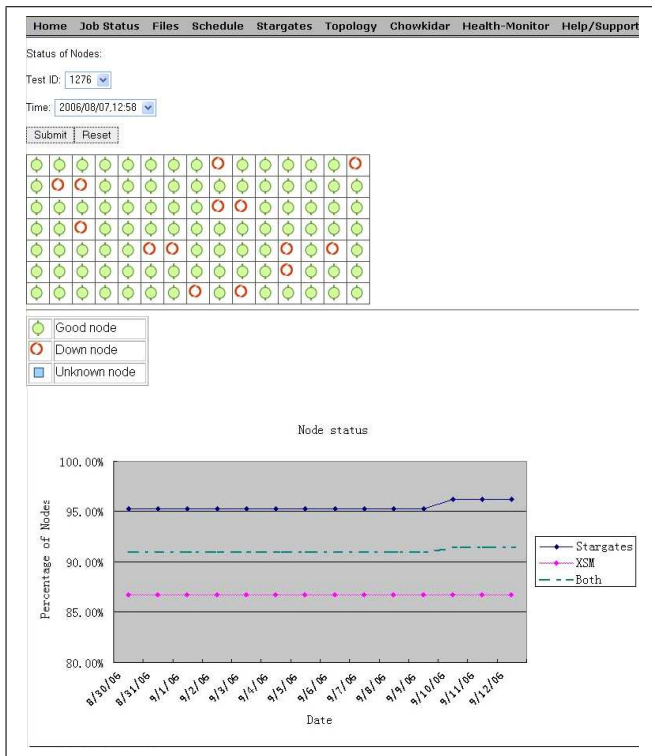 Home Job Status Files Schedule Stargates Topology Chowkidar Health-Monitor Help/Support
Status of Nodes:
Test ID: 1276
Time: 2006/08/07,12:58
Submit Reset
Good node
Down node
Unknown node
Node status
100.00%
95.00%
90.00%
85.00%
80.00%
Percentage of Nodes
8/30/06 8/31/06 9/1/06 9/2/06 9/3/06 9/4/06 9/5/06 9/6/06 9/7/06 9/8/06 9/9/06 9/10/06 9/11/06 9/12/06
Date
Stargates
XSM
Both